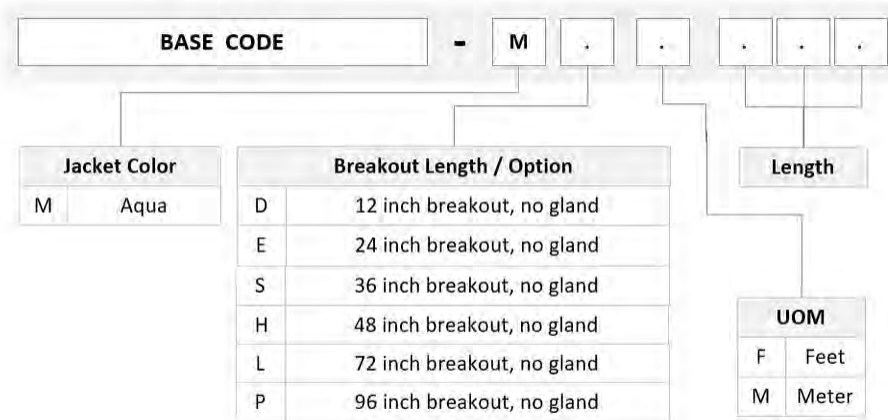 BASE CODE - M . . . . .
Jacket Color
M Aqua
Breakout Length / Option
D 12 inch breakout, no gland
E 24 inch breakout, no gland
S 36 inch breakout, no gland
H 48 inch breakout, no gland
L 72 inch breakout, no gland
P 96 inch breakout, no gland
Length
UOM
F Feet
M Meter